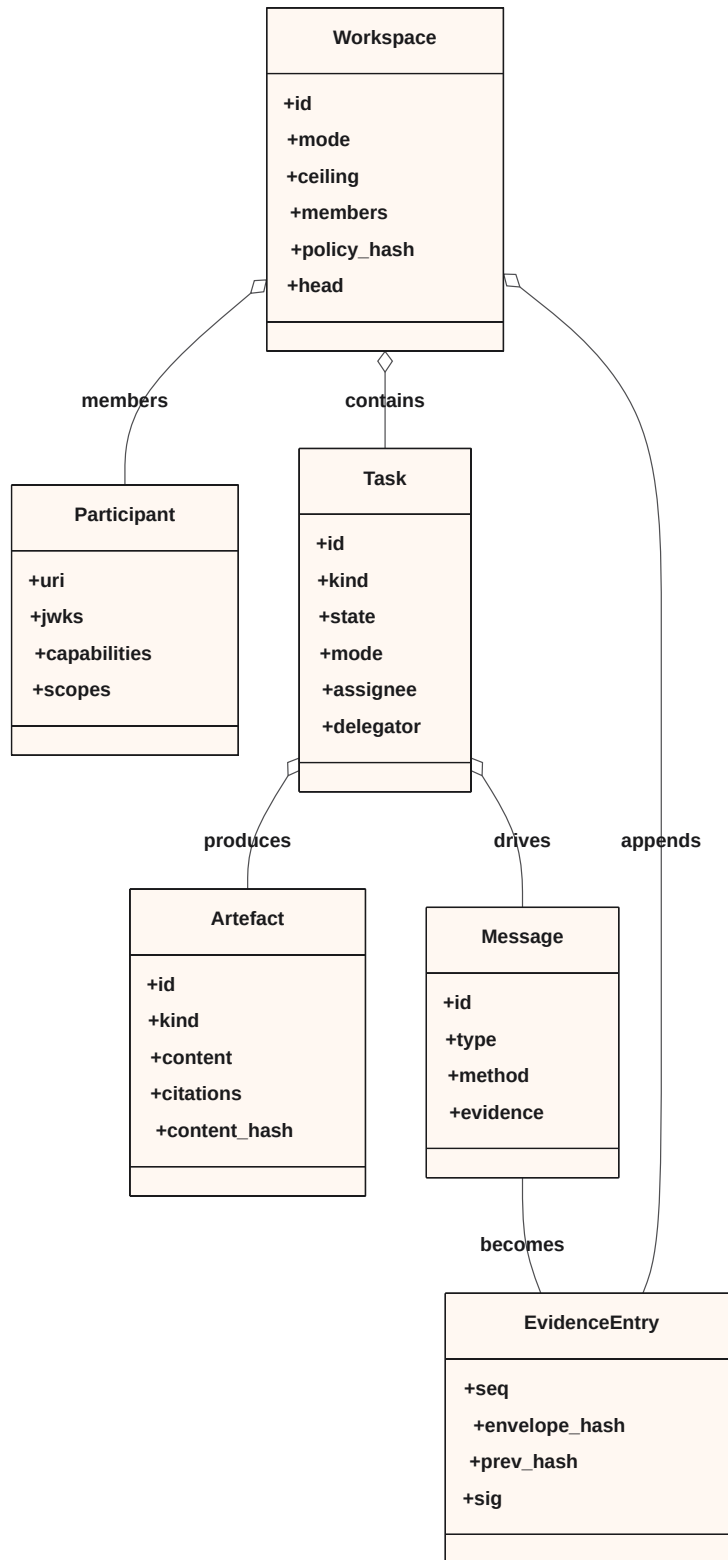 Workspace
+id
+mode
+ceiling
+members
+policy_hash
+head
members
contains
Participant
+uri
+jwks
+capabilities
+scopes
Task
+id
+kind
+state
+mode
+assignee
+delegator
produces
drives
appends
Artefact
+id
+kind
+content
+citations
+content_hash
Message
+id
+type
+method
+evidence
becomes
EvidenceEntry
+seq
+envelope_hash
+prev_hash
+sig